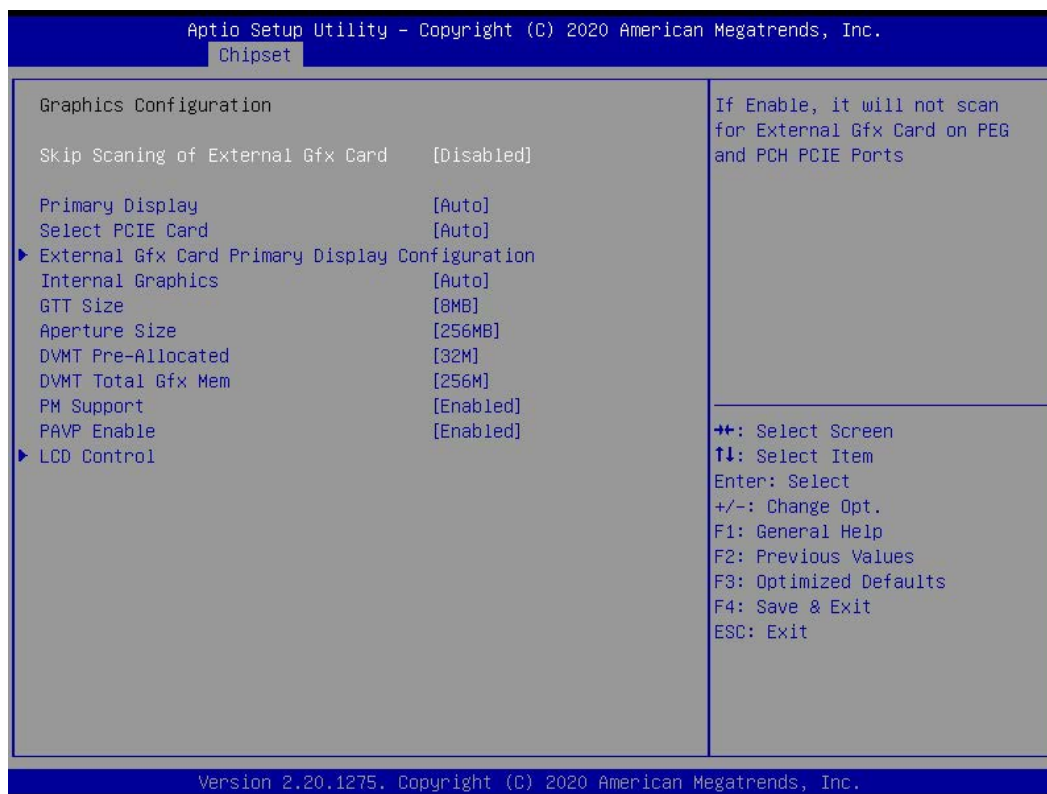 Aptio Setup Utility – Copyright (C) 2020 American Megatrends, Inc.
Chipset
Graphics Configuration
Skip Scaning of External Gfx Card [Disabled]
Primary Display [Auto]
Select PCIE Card [Auto]
External Gfx Card Primary Display Configuration
Internal Graphics [Auto]
GTT Size [8MB]
Aperture Size [256MB]
DVMT Pre-Allocated [32M]
DVMT Total Gfx Mem [256M]
PM Support [Enabled]
PAVP Enable [Enabled]
LCD Control
If Enable, it will not scan
for External Gfx Card on PEG
and PCH PCIE Ports
→←: Select Screen
↑↓: Select Item
Enter: Select
+/-: Change Opt.
F1: General Help
F2: Previous Values
F3: Optimized Defaults
F4: Save & Exit
ESC: Exit
Version 2.20.1275. Copyright (C) 2020 American Megatrends, Inc.